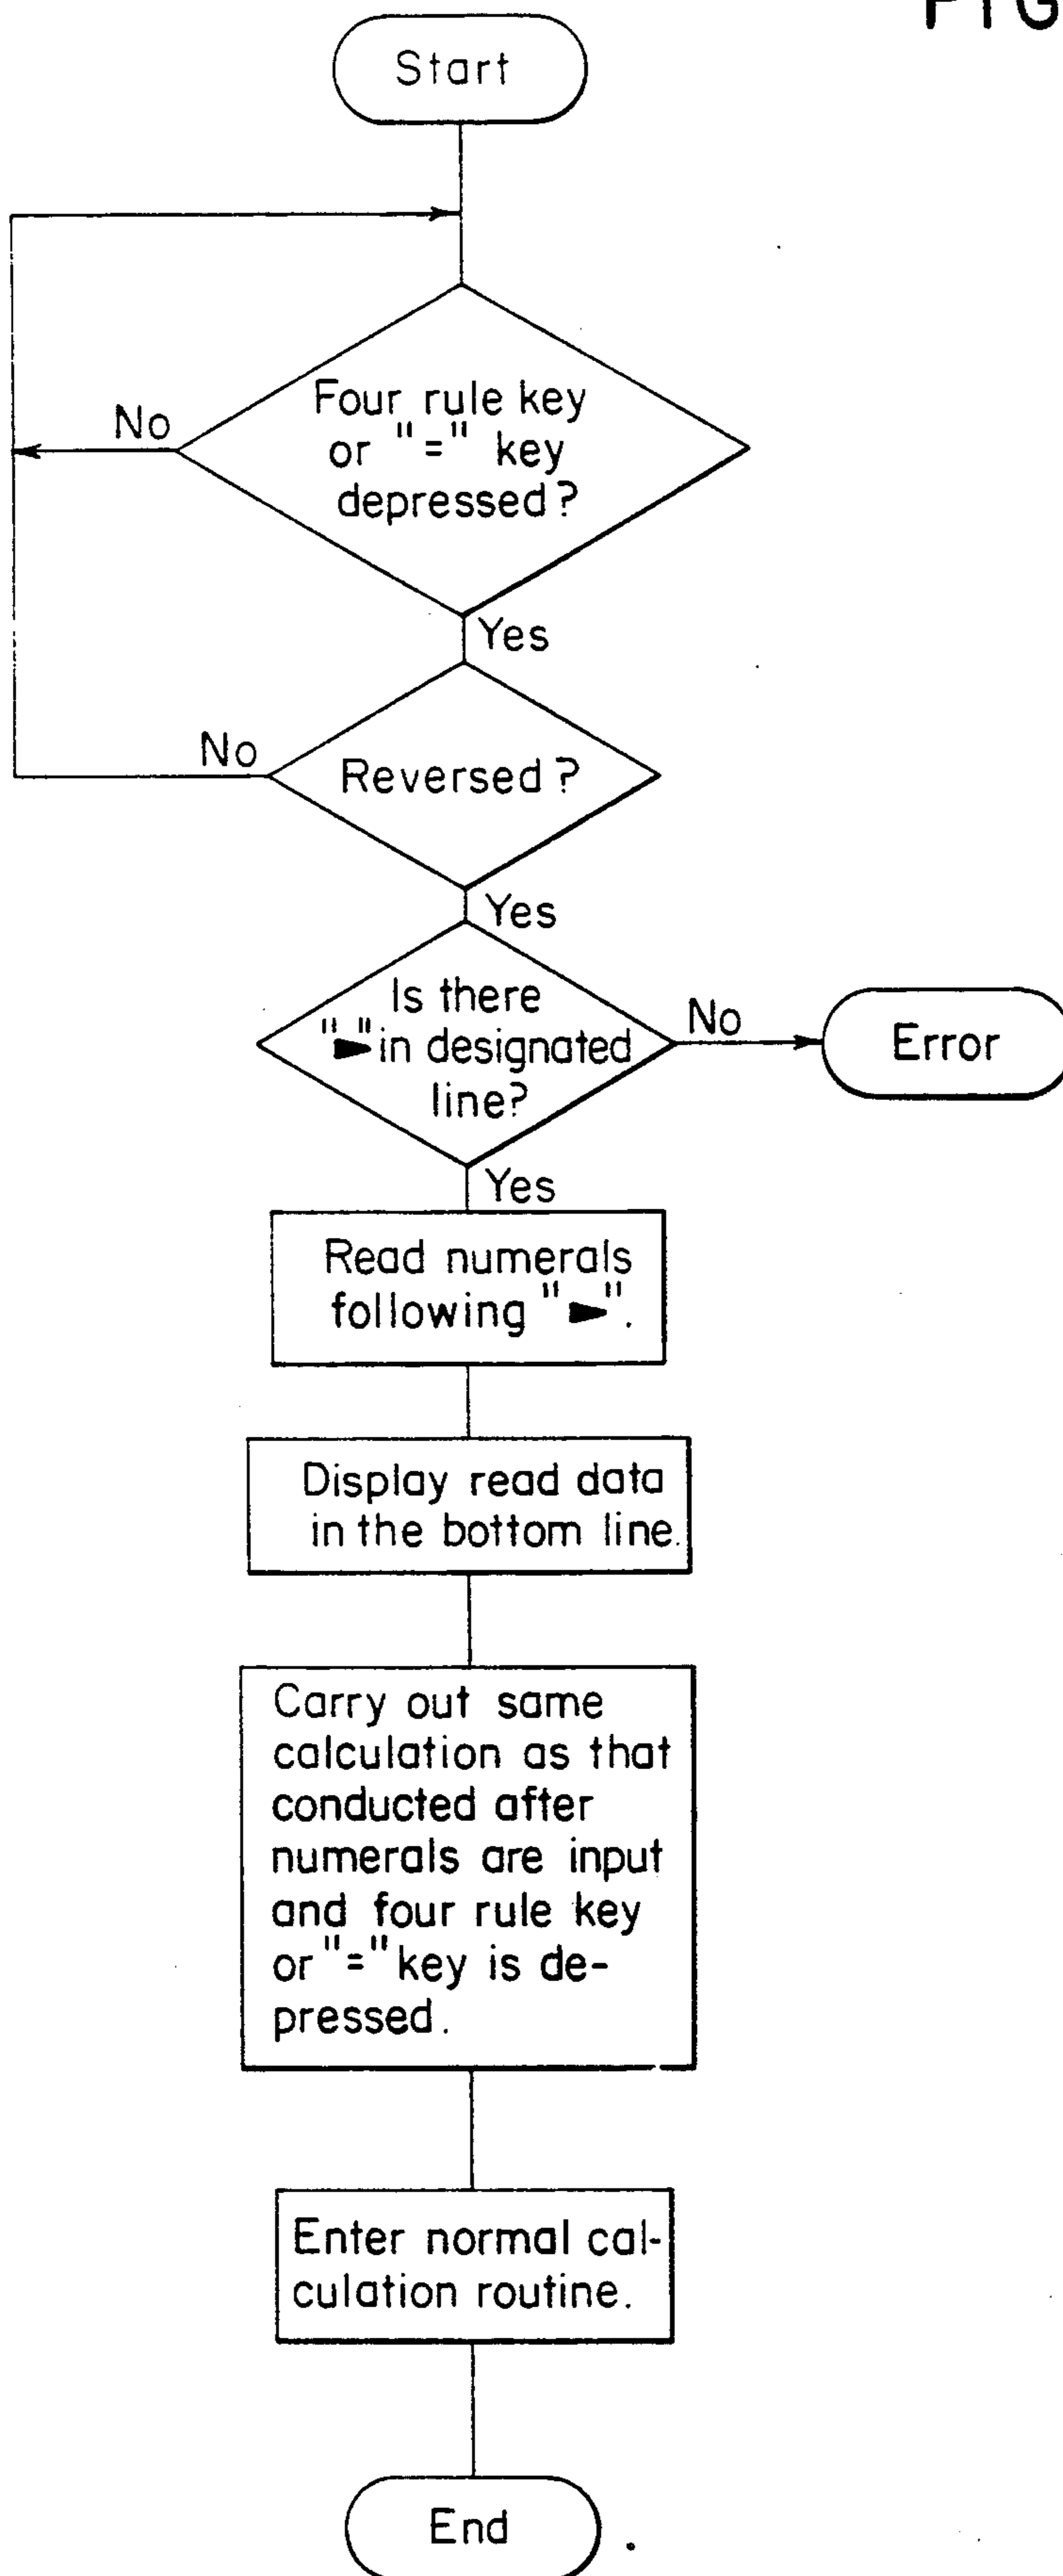 FIG
Start
Four rule key
or "=" key
depressed?
No
Yes
Reversed?
No
Yes
Is there
"►" in designated
line?
No
Error
Yes
Read numerals
following "►".
Display read data
in the bottom line.
Carry out same
calculation as that
conducted after
numerals are input
and four rule key
or "=" key is de-
pressed.
Enter normal cal-
culation routine.
End